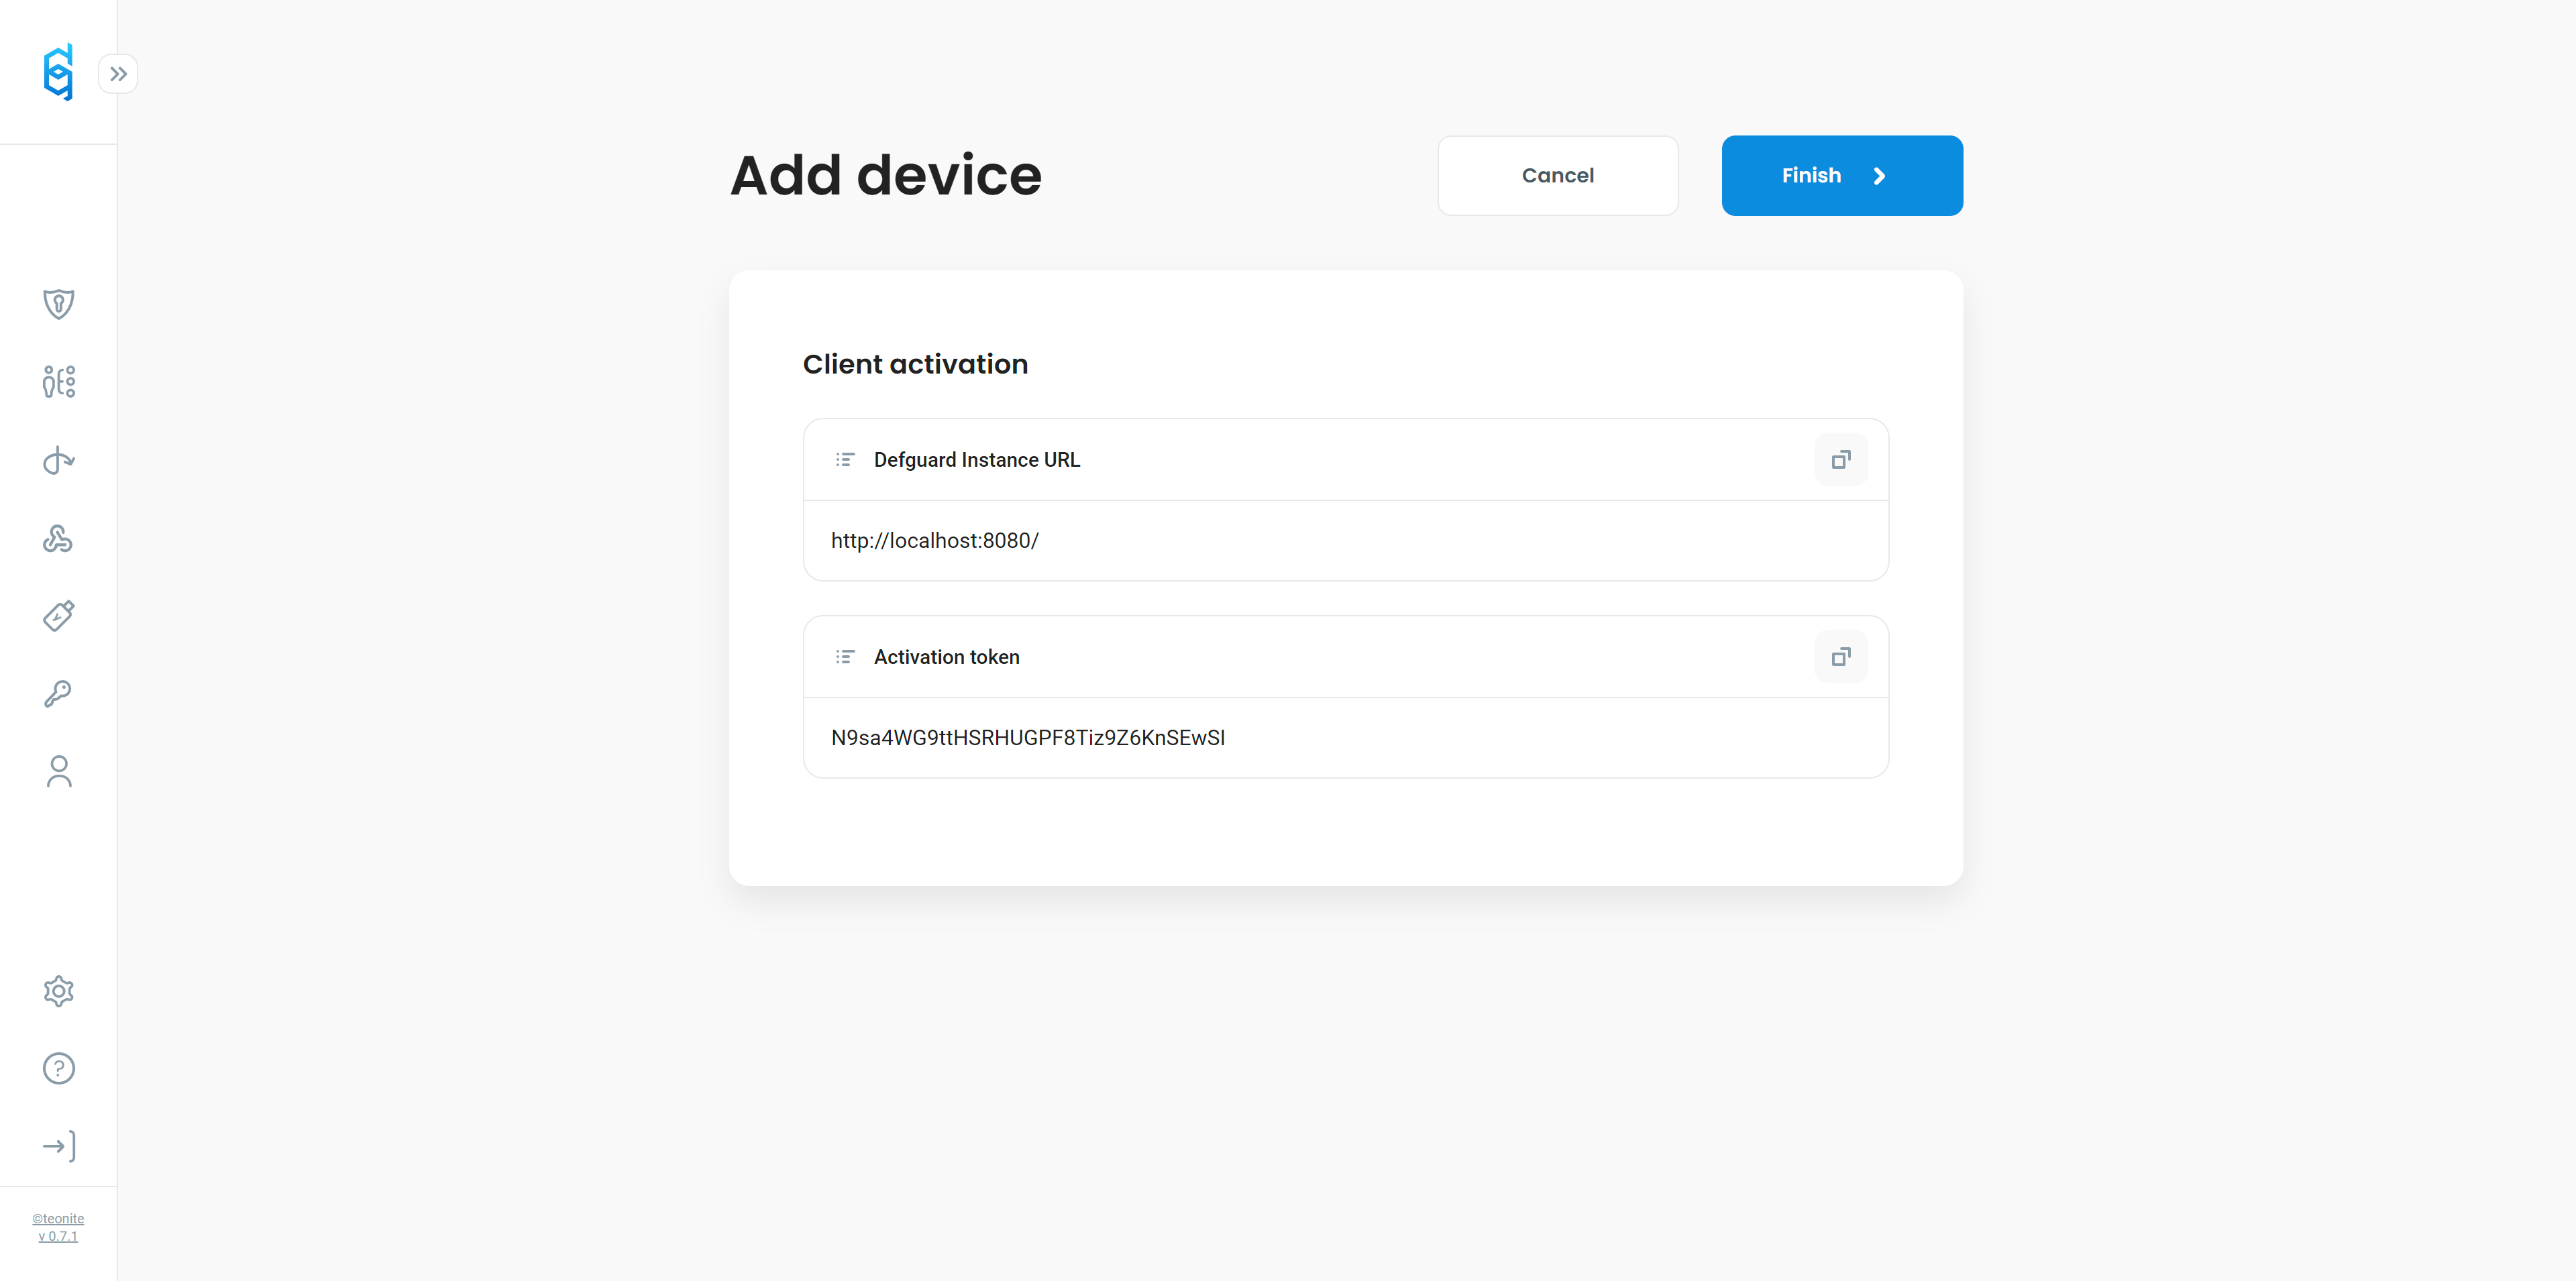 Add device
Cancel
Finish
Client activation
Defguard Instance URL
http://localhost:8080/
Activation token
N9sa4WG9ttHSRHUGPF8Tiz9Z6KnSEwSI
©teonite
v 0.7.1